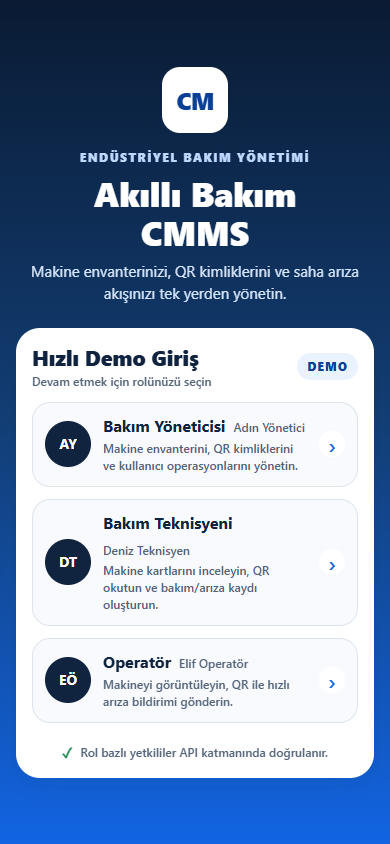 CM
ENDÜSTRİYEL BAKIM YÖNETİMİ
Akıllı Bakım
CMMS
Makine envanterinizi, QR kimliklerini ve saha arıza
akışınızı tek yerden yönetin.
Hızlı Demo Giriş
DEMO
Devam etmek için rolünüzü seçin
AY
Bakım Yöneticisi Adın Yönetici
Makine envanterini, QR kimliklerini
ve kullanıcı operasyonlarını yönetin.
Bakım Teknisyeni
DT
Deniz Teknisyen
Makine kartlarını inceleyin, QR
okutun ve bakım/arıza kaydı
oluşturun.
EÖ
Operatör Elif Operatör
Makineyi görüntüleyin, QR ile hızlı
arıza bildirimi gönderin.
✓ Rol bazlı yetkililer API katmanında doğrulanır.